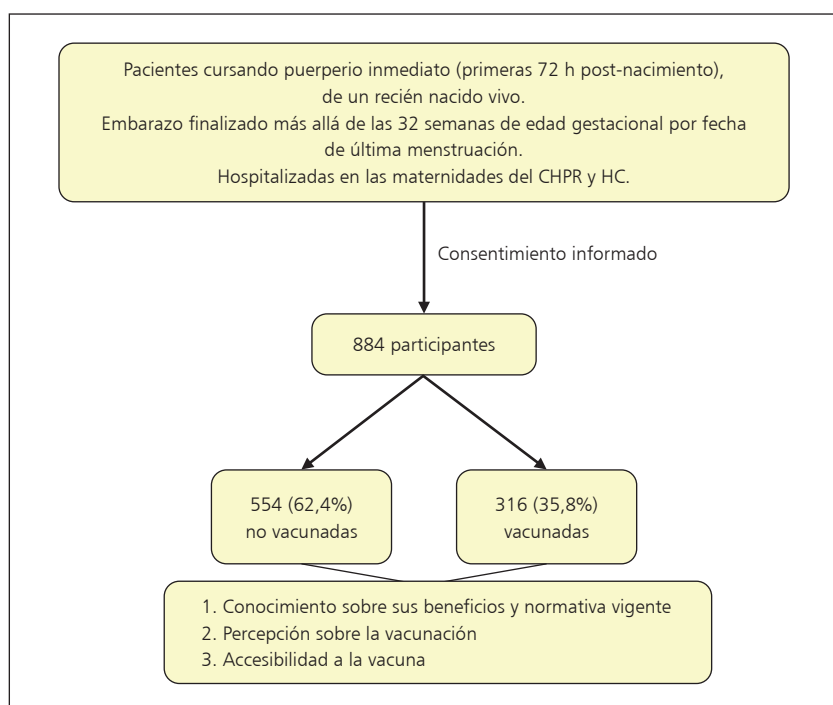 Pacientes cursando puerperio inmediato (primeras 72 h post-nacimiento),
de un recién nacido vivo.
Embarazo finalizado más allá de las 32 semanas de edad gestacional por fecha
de última menstruación.
Hospitalizadas en las maternidades del CHPR y HC.
Consentimiento informado
884 participantes
554 (62,4%)
no vacunadas
316 (35,8%)
vacunadas
1. Conocimiento sobre sus beneficios y normativa vigente
2. Percepción sobre la vacunación
3. Accesibilidad a la vacuna